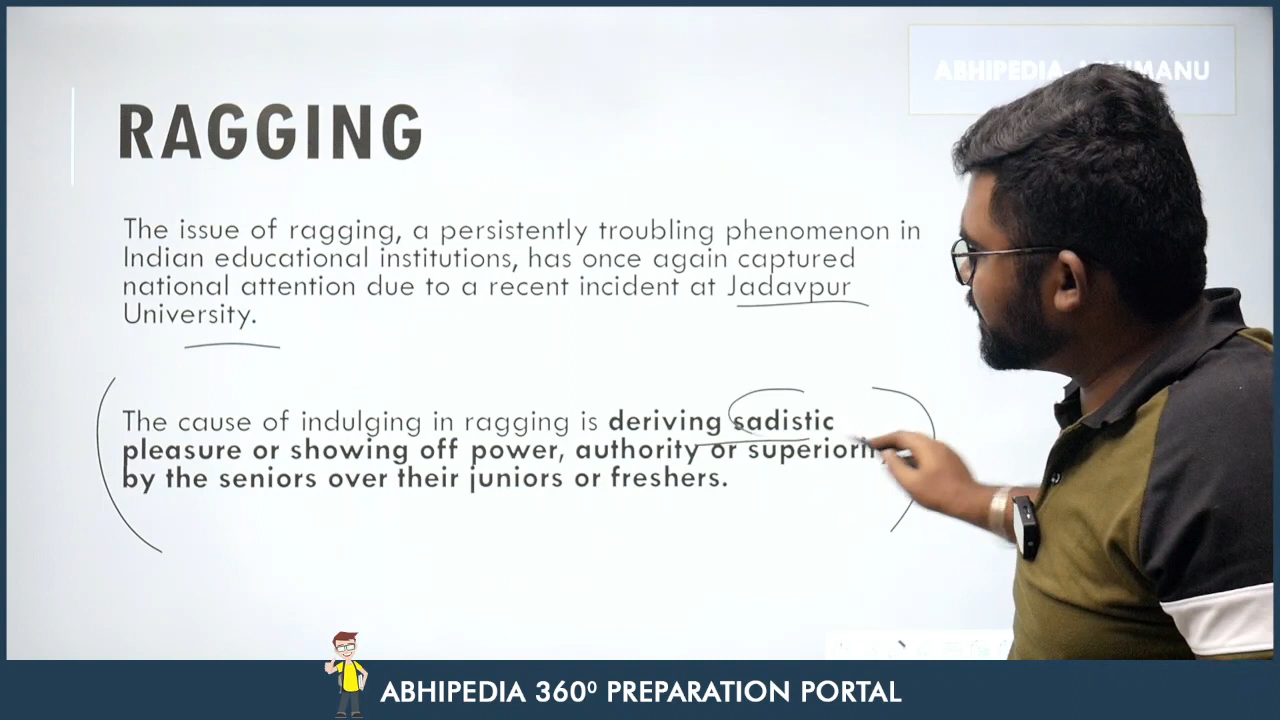 ABHIPEDIA
RAGGING
The issue of ragging, a persistently troubling phenomenon in
Indian educational institutions, has once again captured
national attention due to a recent incident at Jadavpur
University.
The cause of indulging in ragging is deriving sadistic
pleasure or showing off power, authority or
by the seniors over their juniors or freshers.
ABHIPEDIA 360⁰ PREPARATION PORTAL